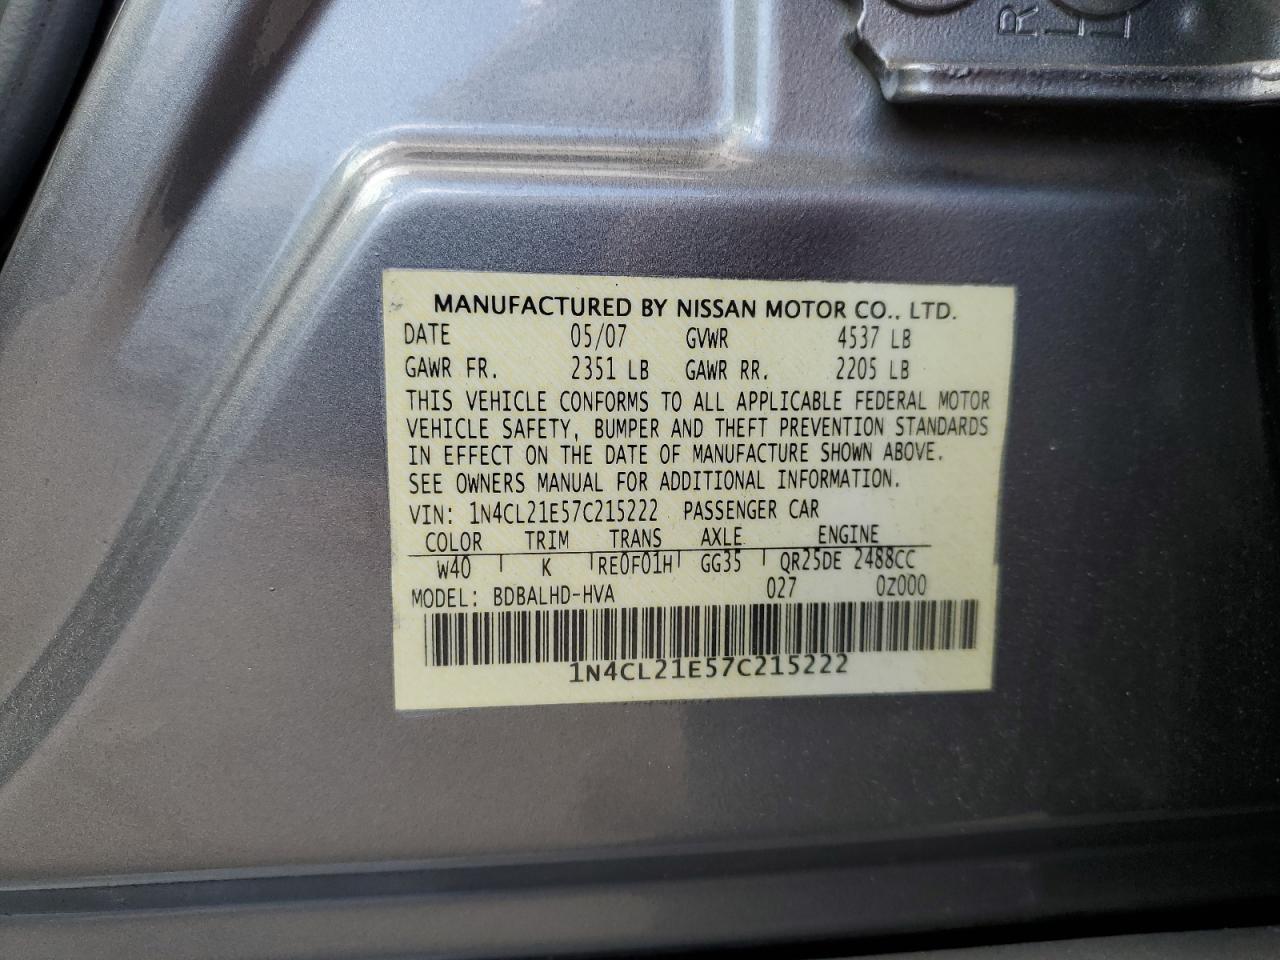 R
MANUFACTURED BY NISSAN MOTOR CO., LTD.
DATE 05/07 GVWR 4537 LB
GAWR FR. 2351 LB GAWR RR. 2205 LB
THIS VEHICLE CONFORMS TO ALL APPLICABLE FEDERAL MOTOR
VEHICLE SAFETY, BUMPER AND THEFT PREVENTION STANDARDS
IN EFFECT ON THE DATE OF MANUFACTURE SHOWN ABOVE.
SEE OWNERS MANUAL FOR ADDITIONAL INFORMATION.
VIN: 1N4CL21E57C215222 PASSENGER CAR
COLOR TRIM TRANS AXLE ENGINE
W40 K RE0F01H GG35 QR25DE 2488CC
MODEL: BDBALHD-HVA 027 0Z000
1N4CL21E57C215222